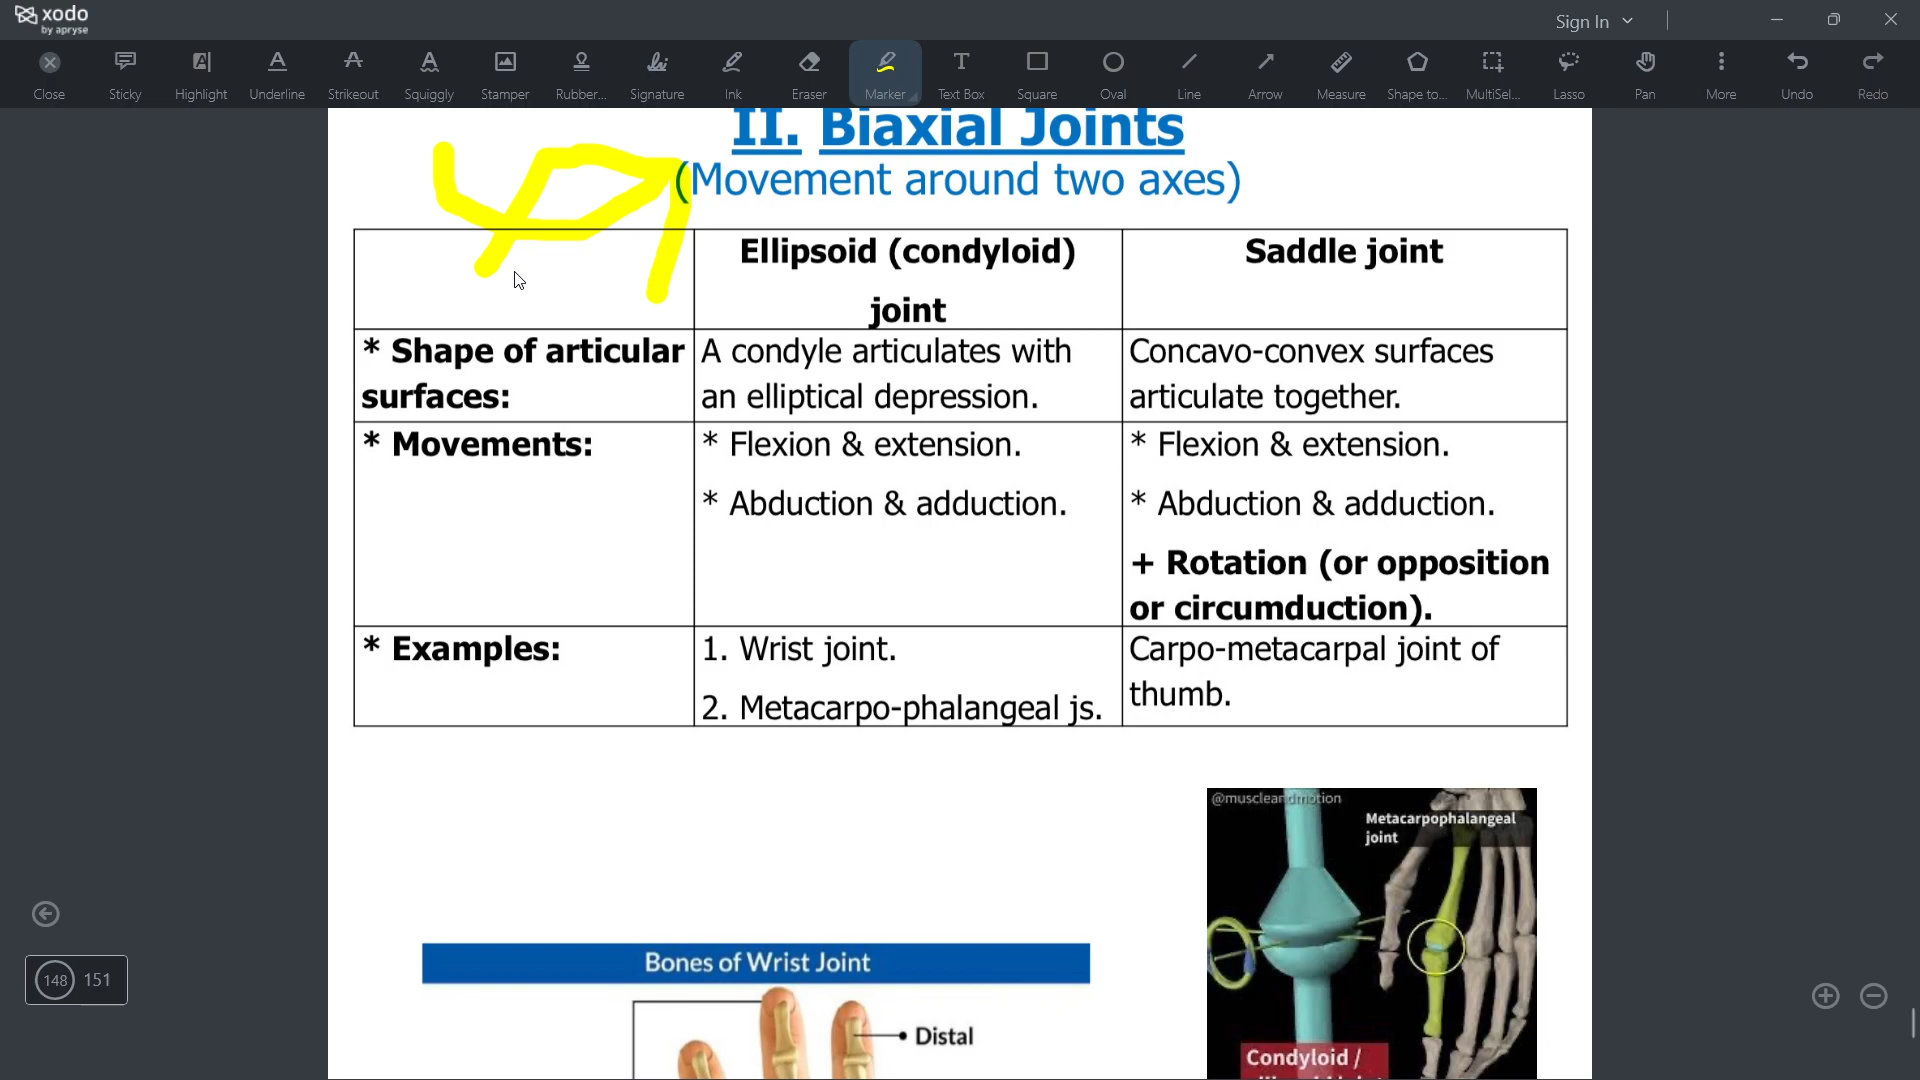 xodo
by apryse
Sign In
Close
Sticky
Highlight
Underline
Strikeout
Squiggly
Stamper
Rubber...
Signature
Ink
Eraser
Marker
Text Box
Square
Oval
Line
Arrow
Measure
Shape to...
MultiSel...
Lasso
Pan
More
Undo
Redo
II. Biaxial Joints
(Movement around two axes)
Ellipsoid (condyloid)
joint
Saddle joint
* Shape of articular
surfaces:
A condyle articulates with
an elliptical depression.
Concavo-convex surfaces
articulate together.
* Movements:
* Flexion & extension.
* Abduction & adduction.
* Flexion & extension.
* Abduction & adduction.
+ Rotation (or opposition
or circumduction).
* Examples:
1. Wrist joint.
2. Metacarpo-phalangeal js.
Carpo-metacarpal joint of
thumb.
@muscleandmotion
Metacarpophalangeal
joint
Condyloid /
Bones of Wrist Joint
Distal
148 151